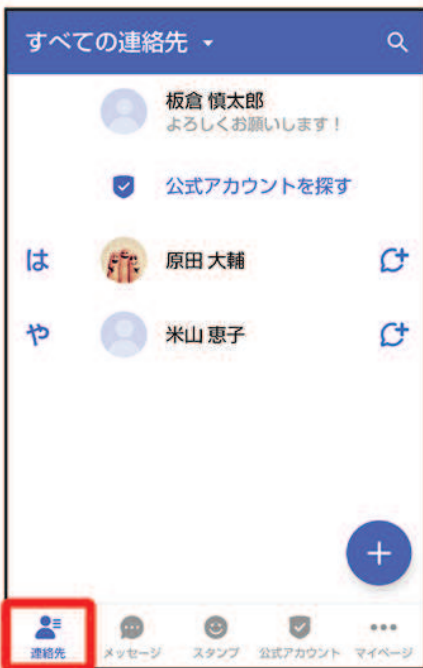 すべての連絡先
板倉 慎太郎
よろしくお願いします！
公式アカウントを探す
は
原田 大輔
や
米山 恵子
連絡先 メッセージ スタンプ 公式アカウント マイページ